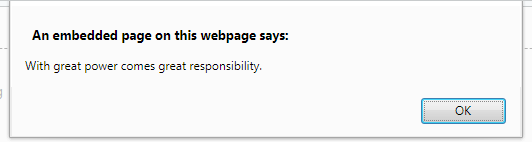 An embedded page on this webpage says:
With great power comes great responsibility.
OK